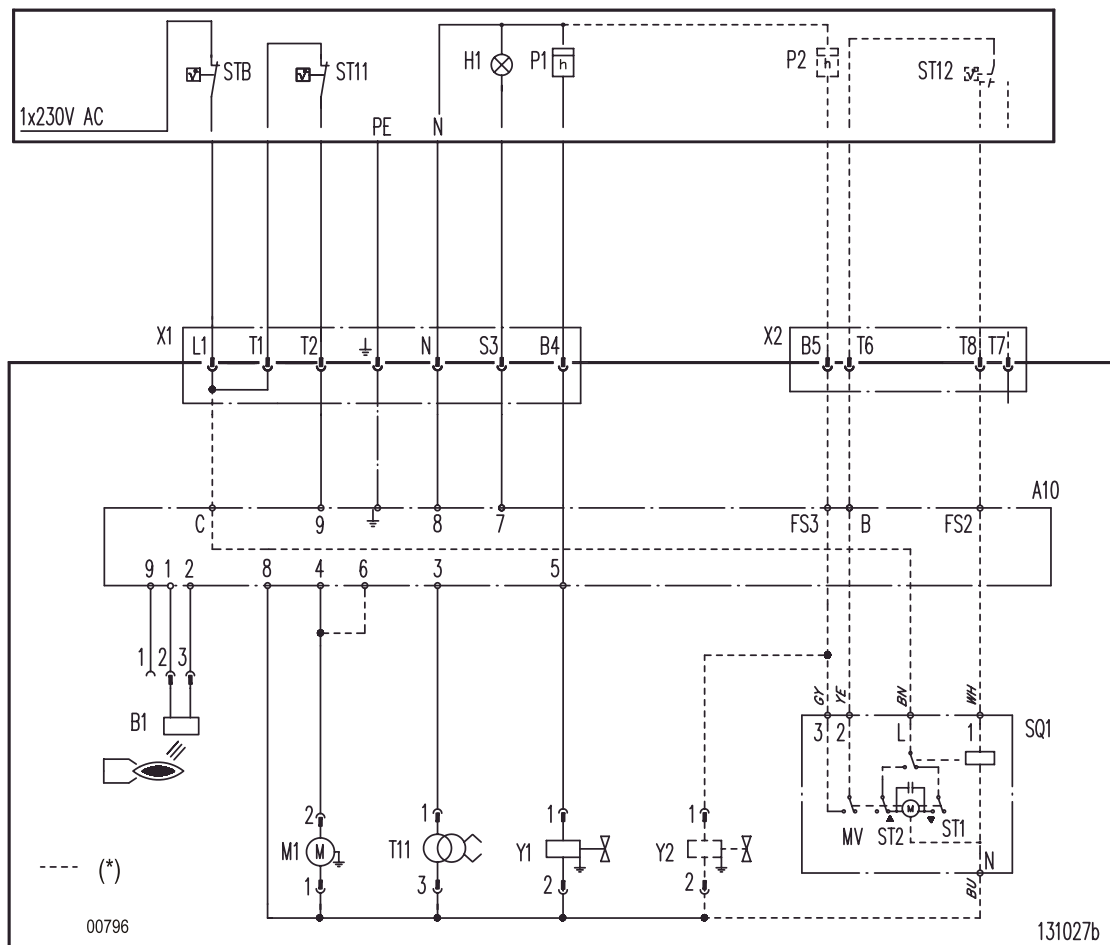 H1 P1 P2
STB ST11 ST12
h h
1x230V AC PE N
X1 L1 T1 T2 N S3 B4 X2 B5 T6 T8 T7
A10
C 9 8 7 FS3 B FS2
9 1 2 8 4 6 3 5
1 2 3
GY YE BN WH
B1 3 2 L 1 SQ1
2 1 1 1 M
MV ST2 ST1
M1 M T11 Y1 Y2
N
1 3 2 2
BU
(*)
00796 131027b